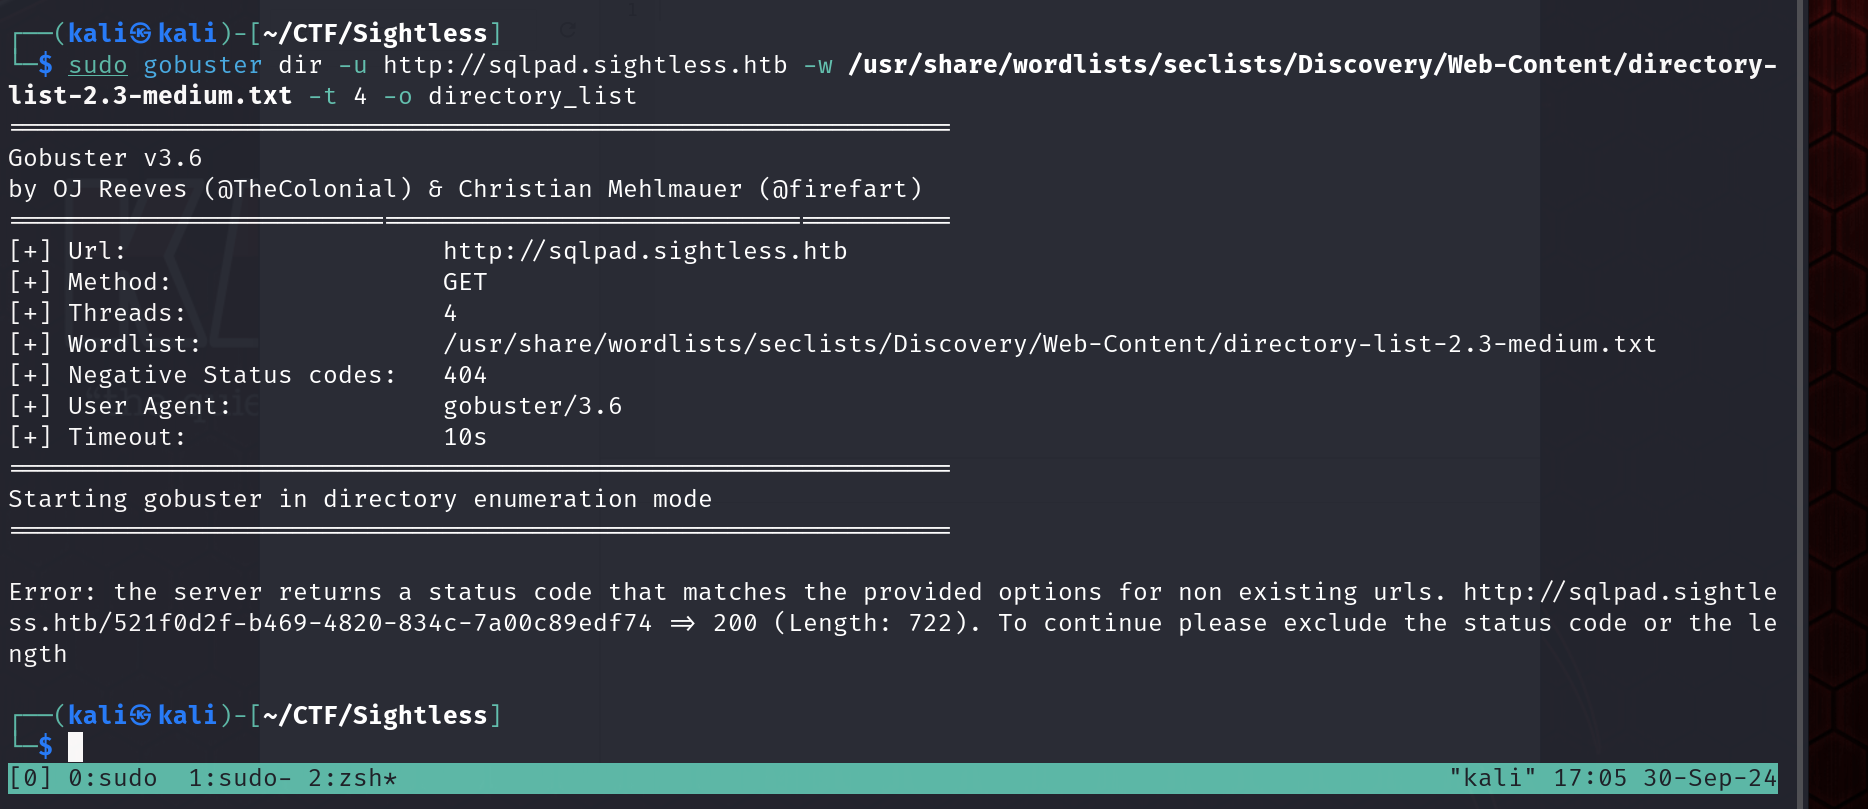 ┌──(kali㉿kali)-[~/CTF/Sightless]
└─$ sudo gobuster dir -u http://sqlpad.sightless.htb -w /usr/share/wordlists/seclists/Discovery/Web-Content/directory-
list-2.3-medium.txt -t 4 -o directory_list
===============================================================
Gobuster v3.6
by OJ Reeves (@TheColonial) & Christian Mehlmauer (@firefart)
===============================================================
[+] Url:                     http://sqlpad.sightless.htb
[+] Method:                  GET
[+] Threads:                 4
[+] Wordlist:                /usr/share/wordlists/seclists/Discovery/Web-Content/directory-list-2.3-medium.txt
[+] Negative Status codes:   404
[+] User Agent:              gobuster/3.6
[+] Timeout:                 10s
===============================================================
Starting gobuster in directory enumeration mode
===============================================================

Error: the server returns a status code that matches the provided options for non existing urls. http://sqlpad.sightle
ss.htb/521f0d2f-b469-4820-834c-7a00c89edf74 => 200 (Length: 722). To continue please exclude the status code or the le
ngth

┌──(kali㉿kali)-[~/CTF/Sightless]
└─$
[0] 0:sudo  1:sudo- 2:zsh* "kali" 17:05 30-Sep-24